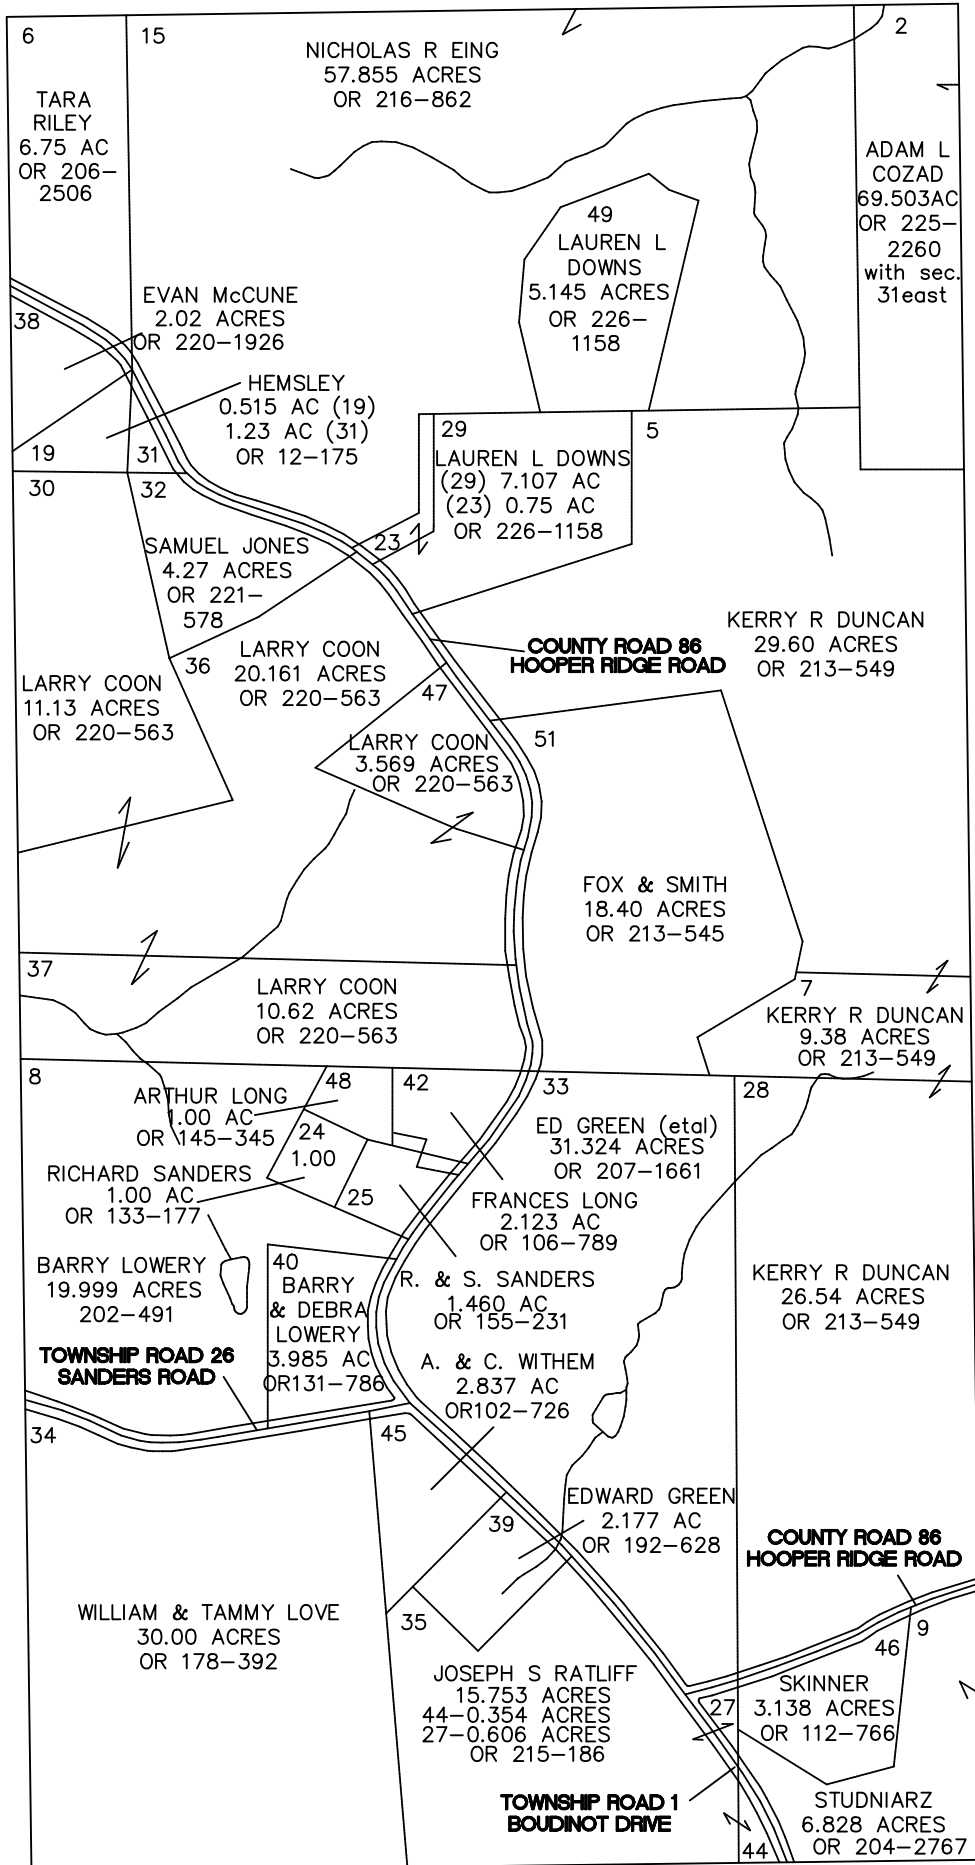 6
15
NICHOLAS R EING
57.855 ACRES
OR 216-862
2
TARA
RILEY
6.75 AC
OR 206-
2506
ADAM L
COZAD
69.503AC
OR 225-
2260
with sec.
31east
49
LAUREN L
DOWNS
5.145 ACRES
OR 226-
1158
38
EVAN McCUNE
2.02 ACRES
OR 220-1926
HEMSLEY
0.515 AC (19)
1.23 AC (31)
OR 12-175
19
31
29
5
LAUREN L DOWNS
(29) 7.107 AC
(23) 0.75 AC
OR 226-1158
30
32
23
SAMUEL JONES
4.27 ACRES
OR 221-
578
KERRY R DUNCAN
29.60 ACRES
OR 213-549
COUNTY ROAD 86
HOOPER RIDGE ROAD
36
LARRY COON
20.161 ACRES
OR 220-563
LARRY COON
11.13 ACRES
OR 220-563
47
LARRY COON
3.569 ACRES
OR 220-563
51
FOX & SMITH
18.40 ACRES
OR 213-545
37
LARRY COON
10.62 ACRES
OR 220-563
7
KERRY R DUNCAN
9.38 ACRES
OR 213-549
8
48
42
33
28
ARTHUR LONG
1.00 AC
OR 145-345
24
1.00
ED GREEN (etal)
31.324 ACRES
OR 207-1661
RICHARD SANDERS
1.00 AC
OR 133-177
25
FRANCES LONG
2.123 AC
OR 106-789
BARRY LOWERY
19.999 ACRES
202-491
40
BARRY
& DEBRA
LOWERY
3.985 AC
OR131-786
R. & S. SANDERS
1.460 AC
OR 155-231
KERRY R DUNCAN
26.54 ACRES
OR 213-549
TOWNSHIP ROAD 26
SANDERS ROAD
A. & C. WITHEM
2.837 AC
OR102-726
34
45
39
EDWARD GREEN
2.177 AC
OR 192-628
COUNTY ROAD 86
HOOPER RIDGE ROAD
WILLIAM & TAMMY LOVE
30.00 ACRES
OR 178-392
35
9
46
JOSEPH S RATLIFF
15.753 ACRES
44-0.354 ACRES
27-0.606 ACRES
OR 215-186
27
SKINNER
3.138 ACRES
OR 112-766
TOWNSHIP ROAD 1
BOUDINOT DRIVE
STUDNIARZ
6.828 ACRES
OR 204-2767
44